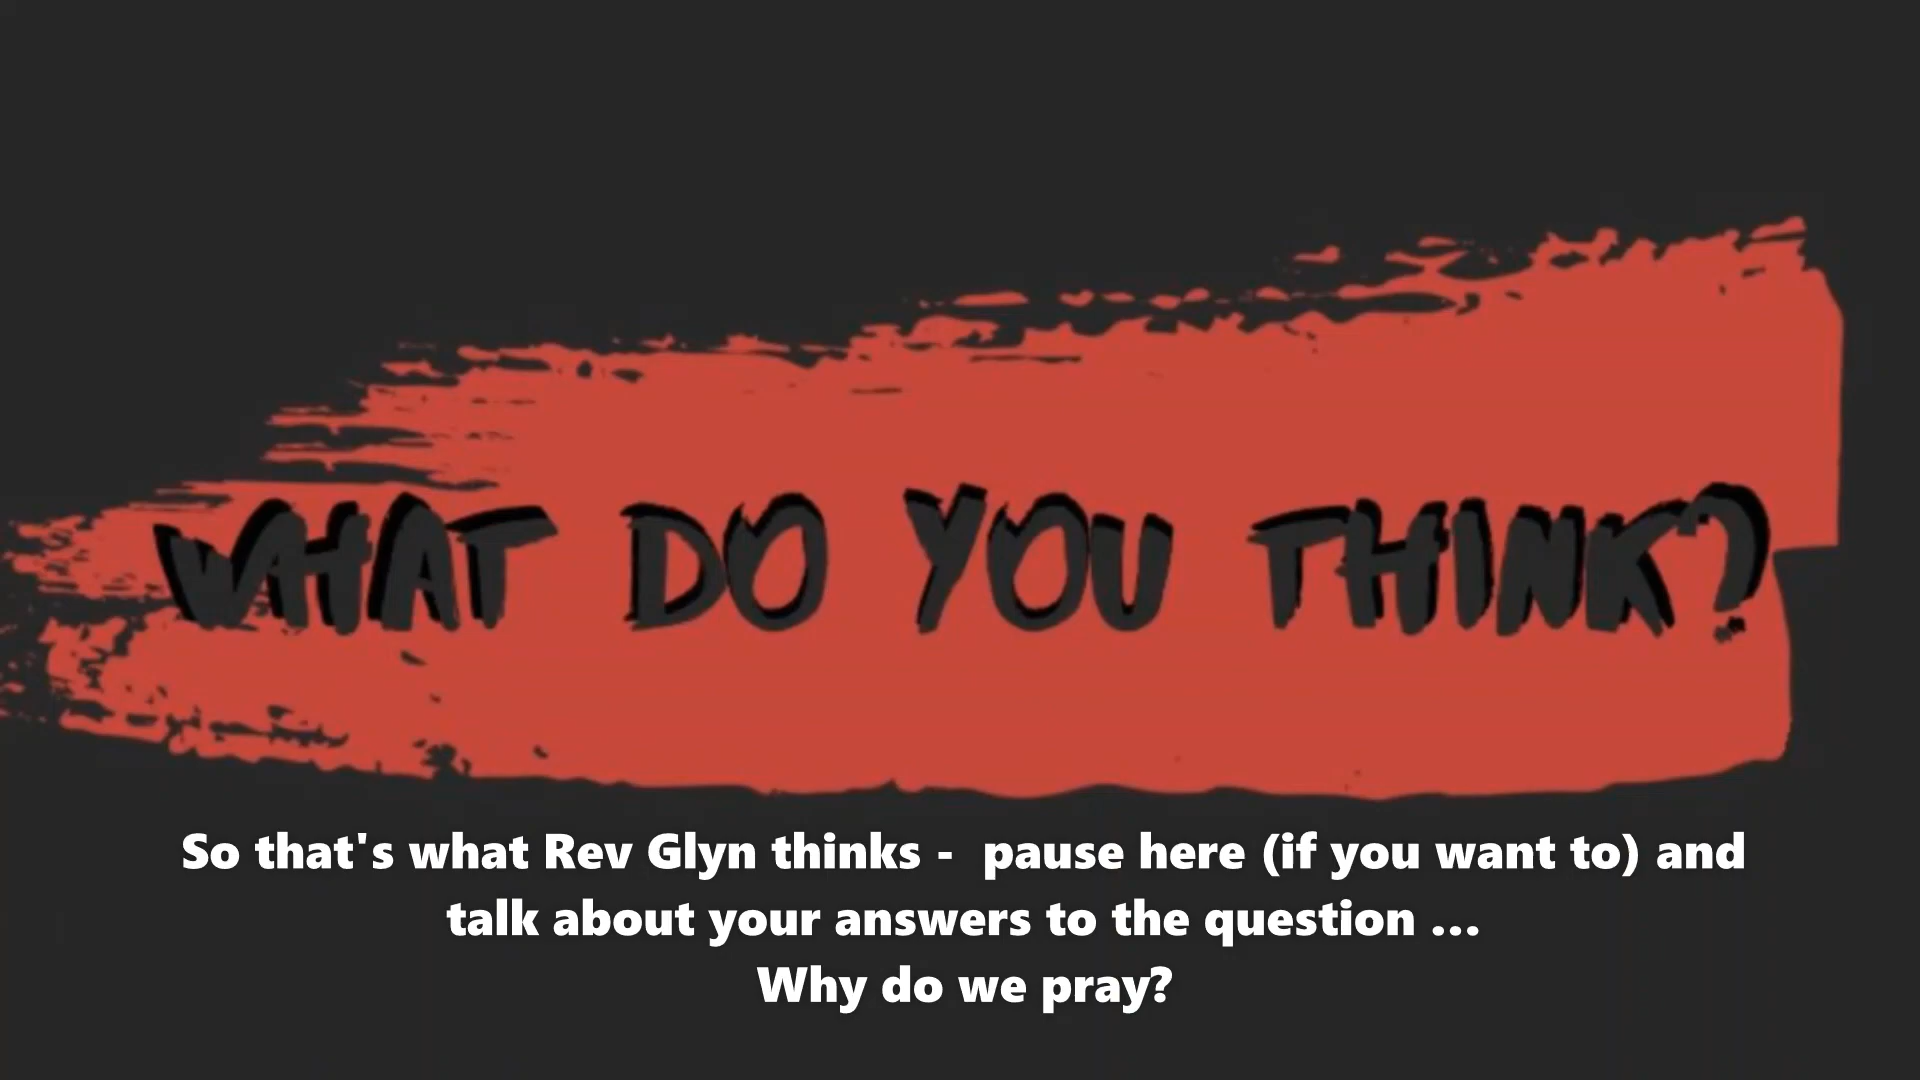 WHAT DO YOU THINK?
So that's what Rev Glyn thinks -  pause here (if you want to) and
talk about your answers to the question ...
Why do we pray?